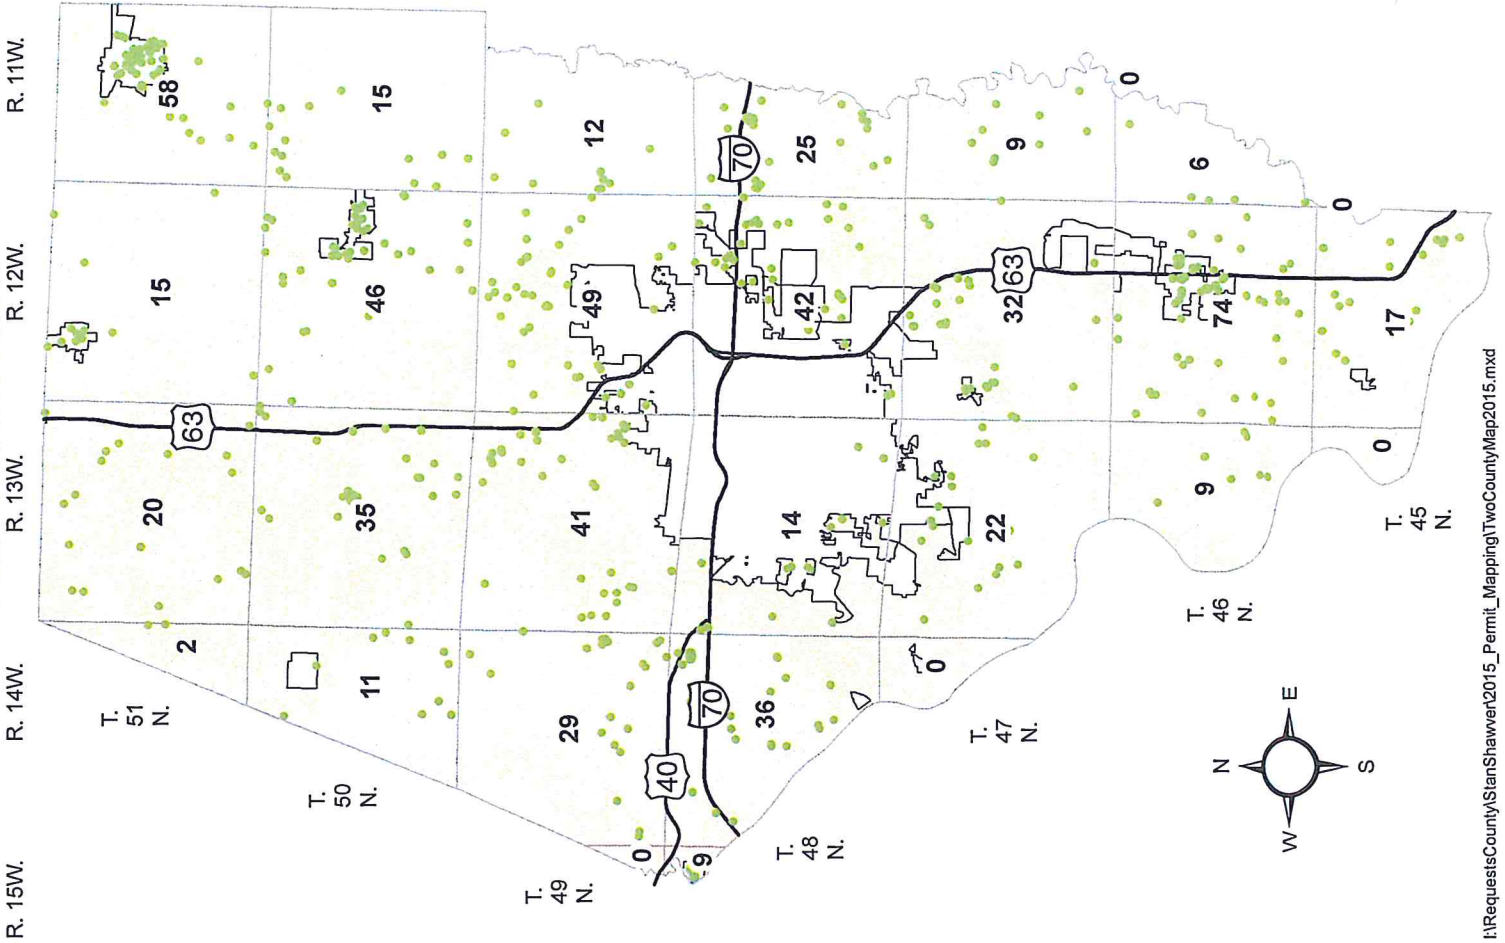 R. 15W.
R. 14W.
R. 13W.
R. 12W.
R. 11W.
T.
51
N.
T.
50
N.
T.
49
N.
T.
48
N.
T.
47
N.
T.
46
N.
T.
45
N.
2
20
15
58
11
35
46
15
29
41
49
12
0
9
36
14
42
25
0
22
32
9
0
9
74
6
0
17
0
63
63
40
70
70
N
W
E
S
I:\RequestsCounty\StanShawver\2015_Permit_Mapping\TwoCountyMap2015.mxd